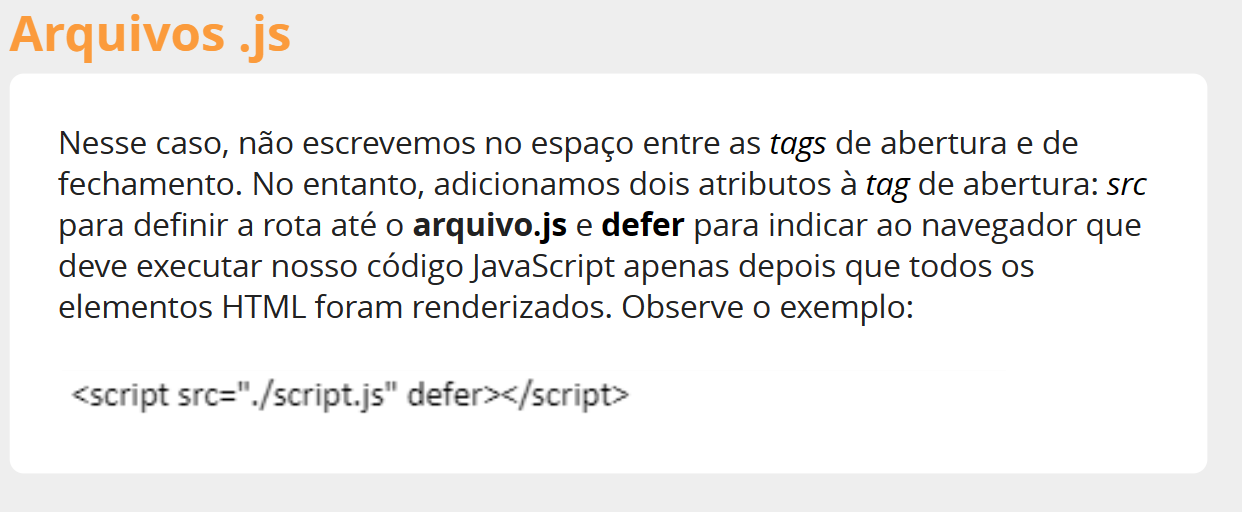 Arquivos .js
Nesse caso, não escrevemos no espaço entre as tags de abertura e de
fechamento. No entanto, adicionamos dois atributos à tag de abertura: src
para definir a rota até o arquivo.js e defer para indicar ao navegador que
deve executar nosso código JavaScript apenas depois que todos os
elementos HTML foram renderizados. Observe o exemplo:
<script src="./script.js" defer></script>